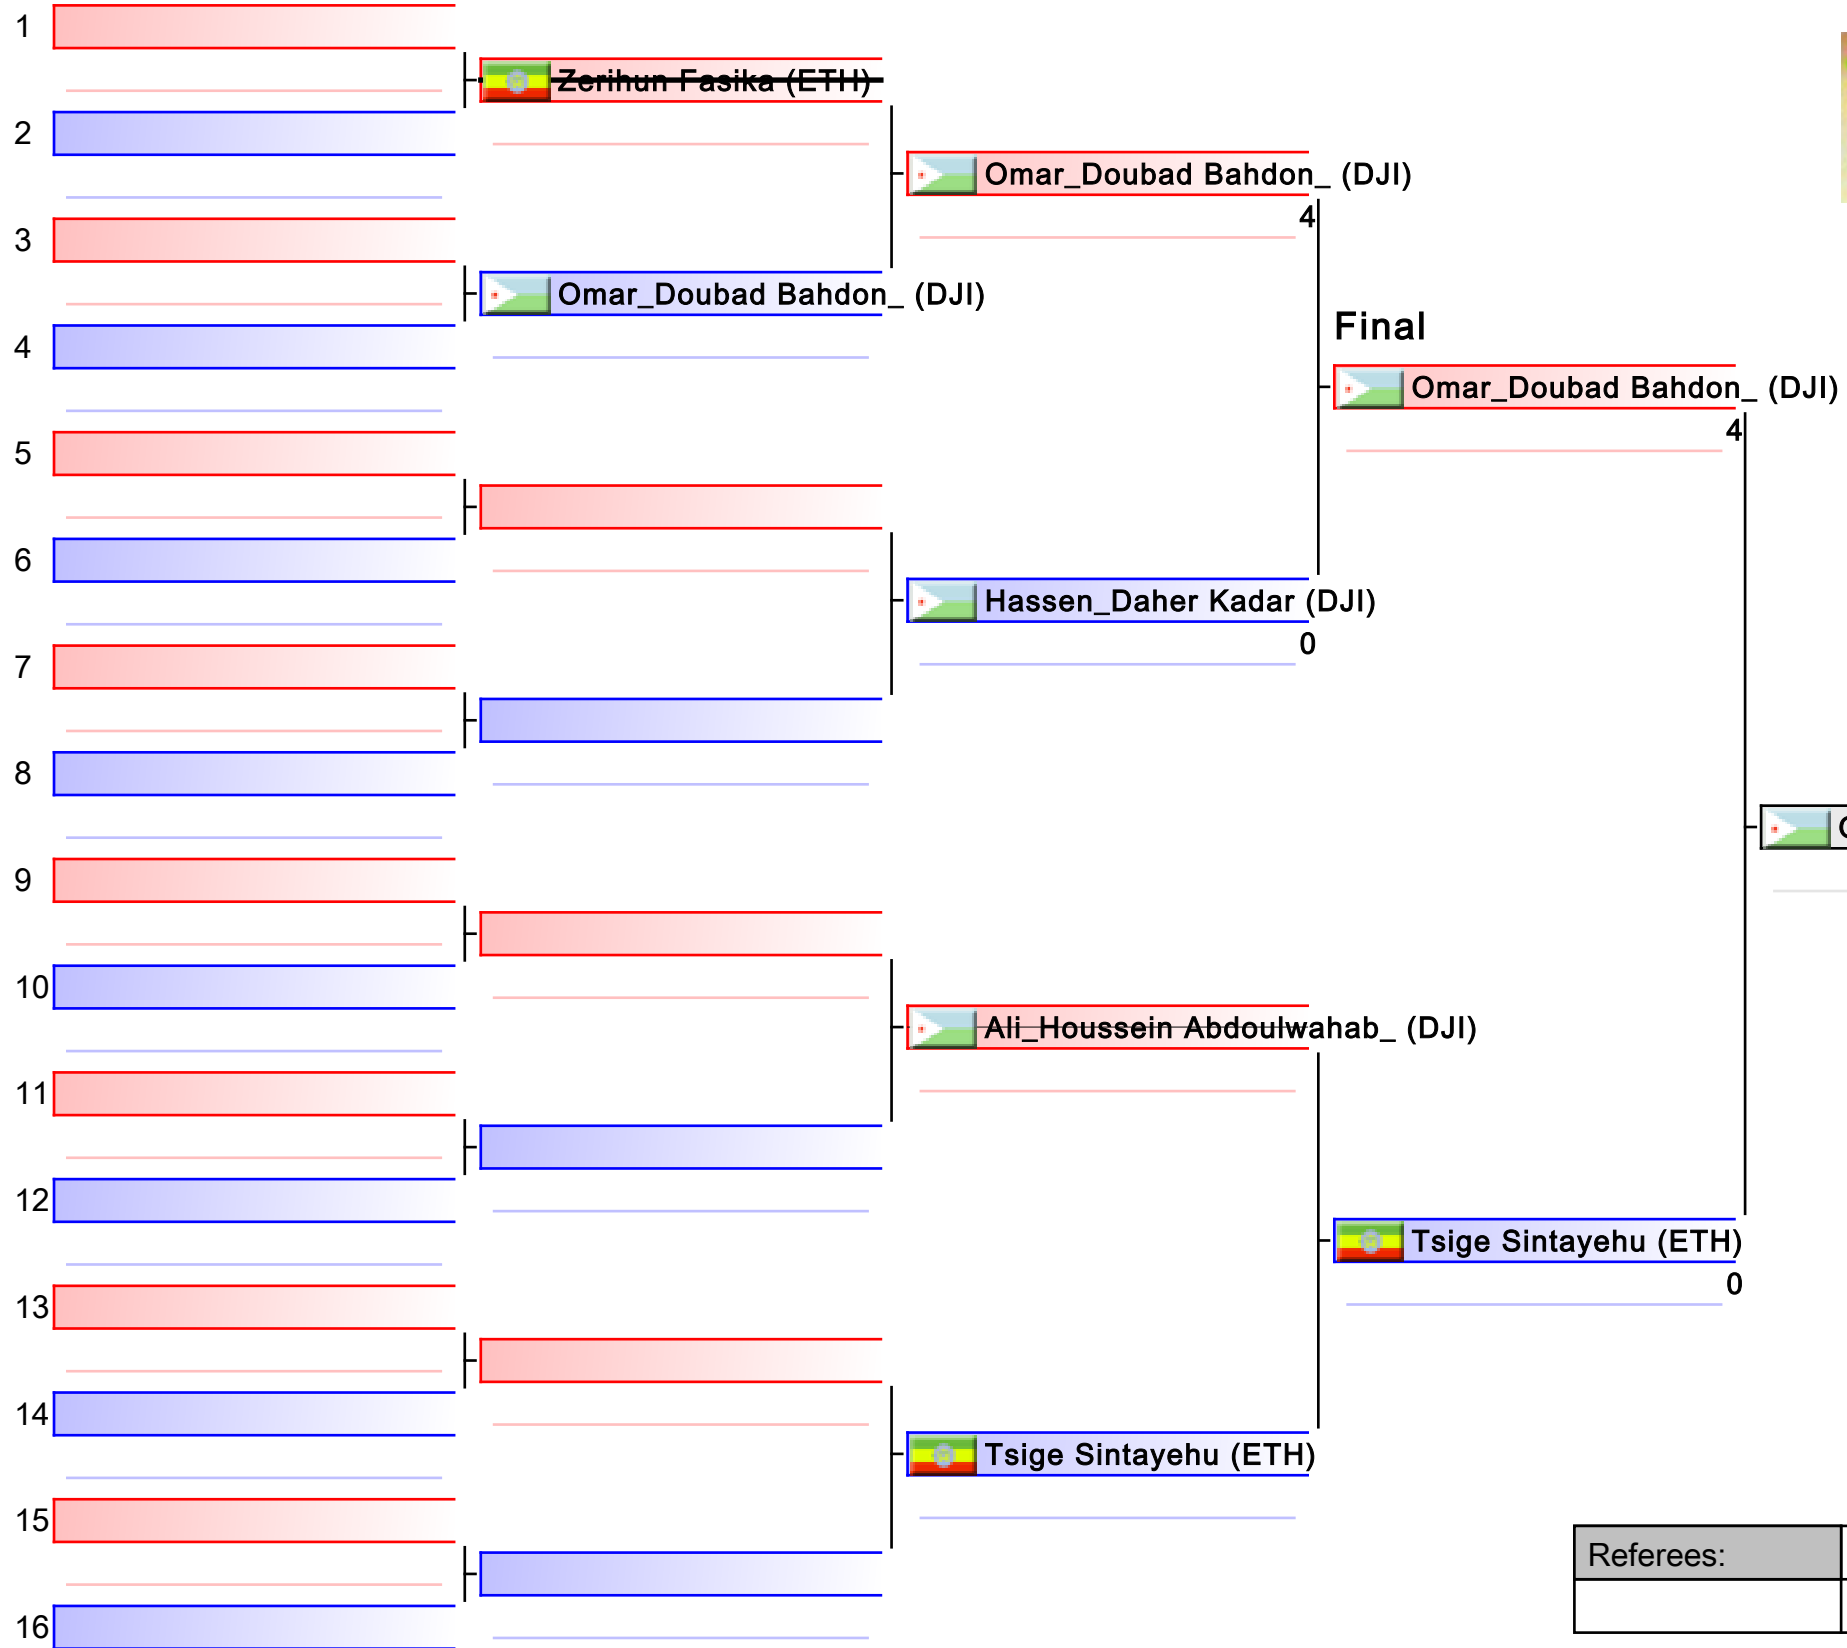 1
Zerihun Fasika (ETH)
2
Omar_Doubad Bahdon_ (DJI)
4
3
Omar_Doubad Bahdon_ (DJI)
Final
4
Omar_Doubad Bahdon_ (DJI)
4
5
6
Hassen_Daher Kadar (DJI)
0
7
8
9
10
Ali_Houssein Abdoulwahab_ (DJI)
11
12
Tsige Sintayehu (ETH)
0
13
14
Tsige Sintayehu (ETH)
15
Referees:
16